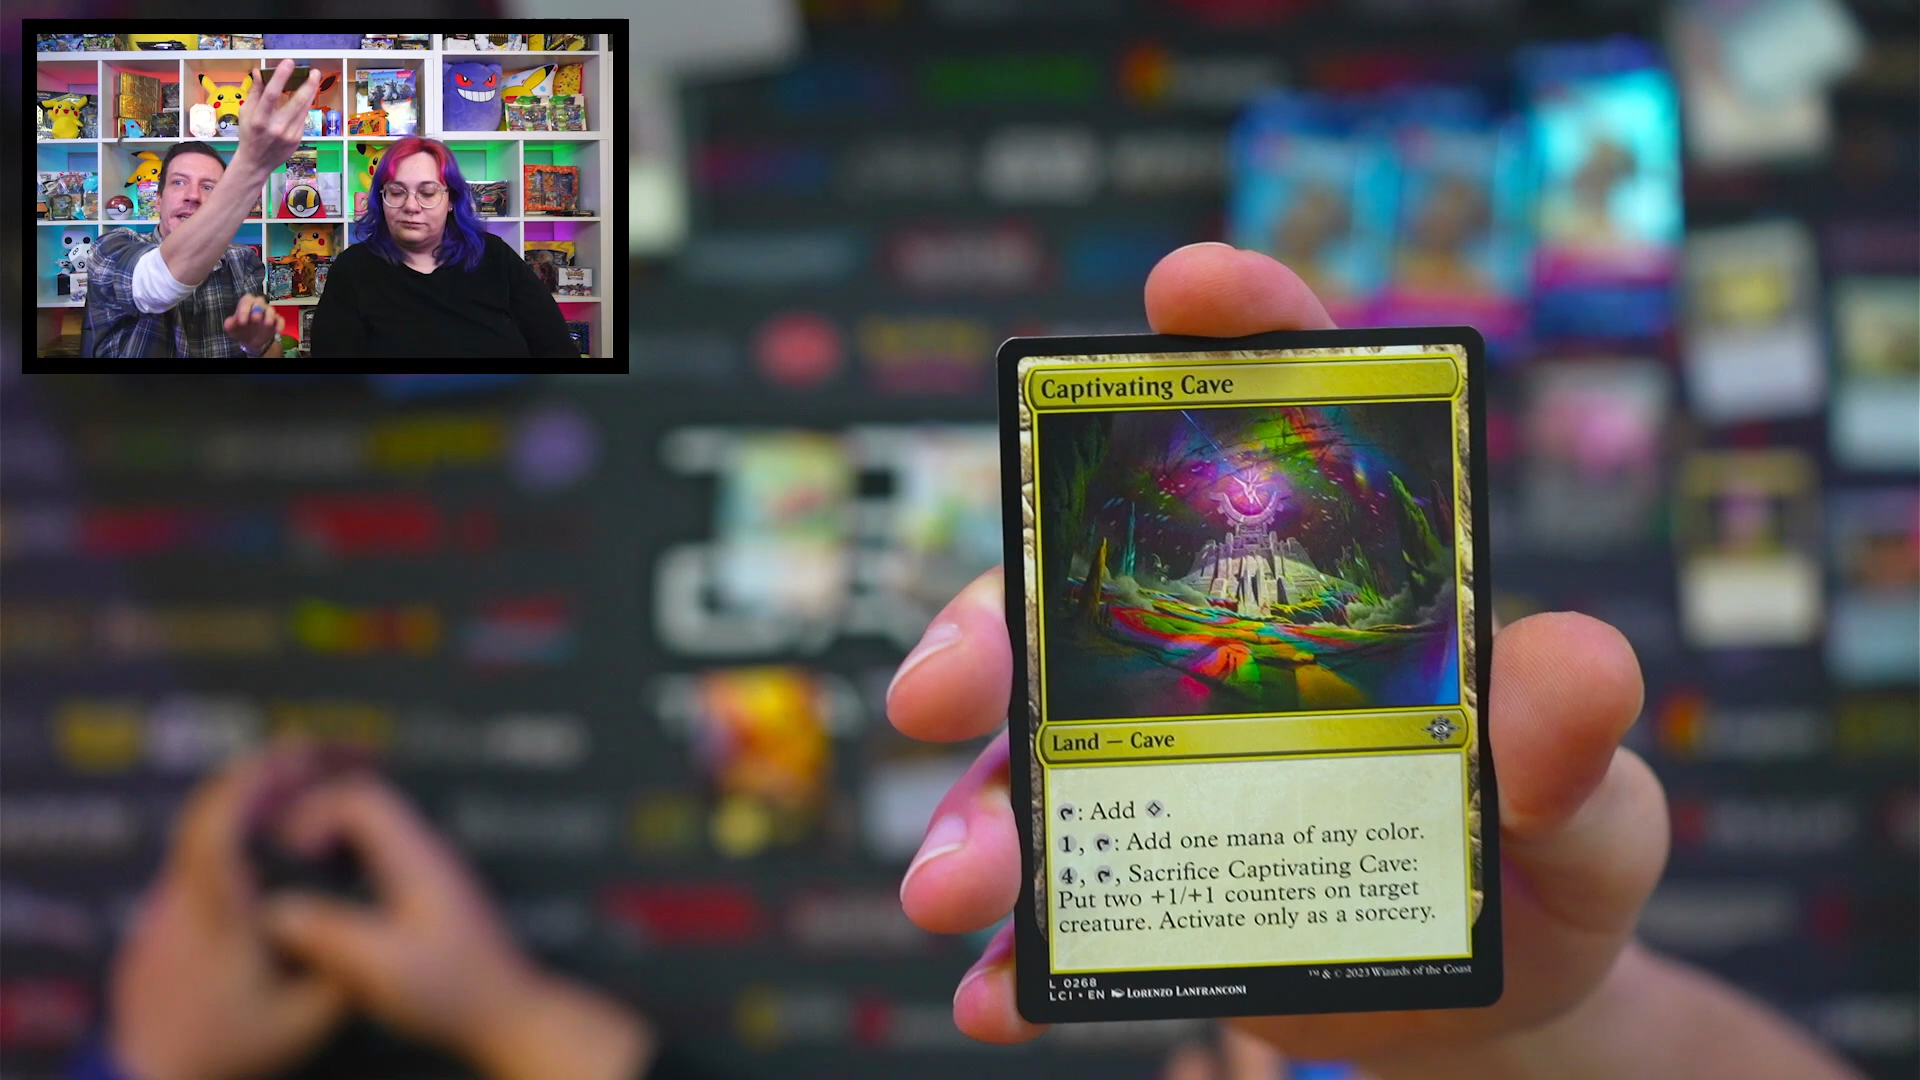 Captivating Cave
Land — Cave
: Add .
1, : Add one mana of any color.
4, , Sacrifice Captivating Cave:
Put two +1/+1 counters on target
creature. Activate only as a sorcery.
L 0268
™ & © 2023 Wizards of the Coast
LCI • EN Lorenzo Lanfranconi